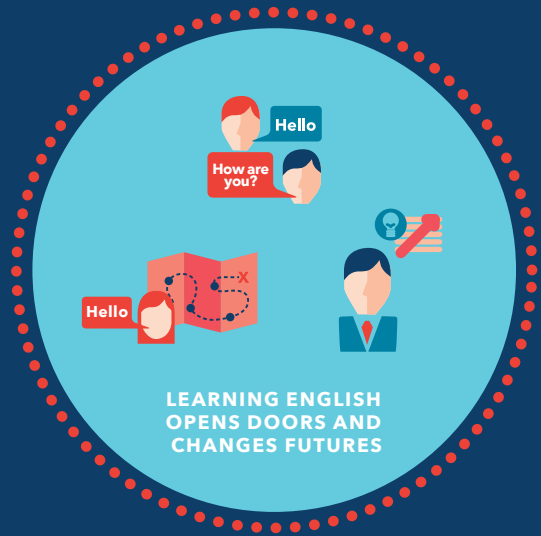 Hello
How are
you?
X
Hello
LEARNING ENGLISH
OPENS DOORS AND
CHANGES FUTURES